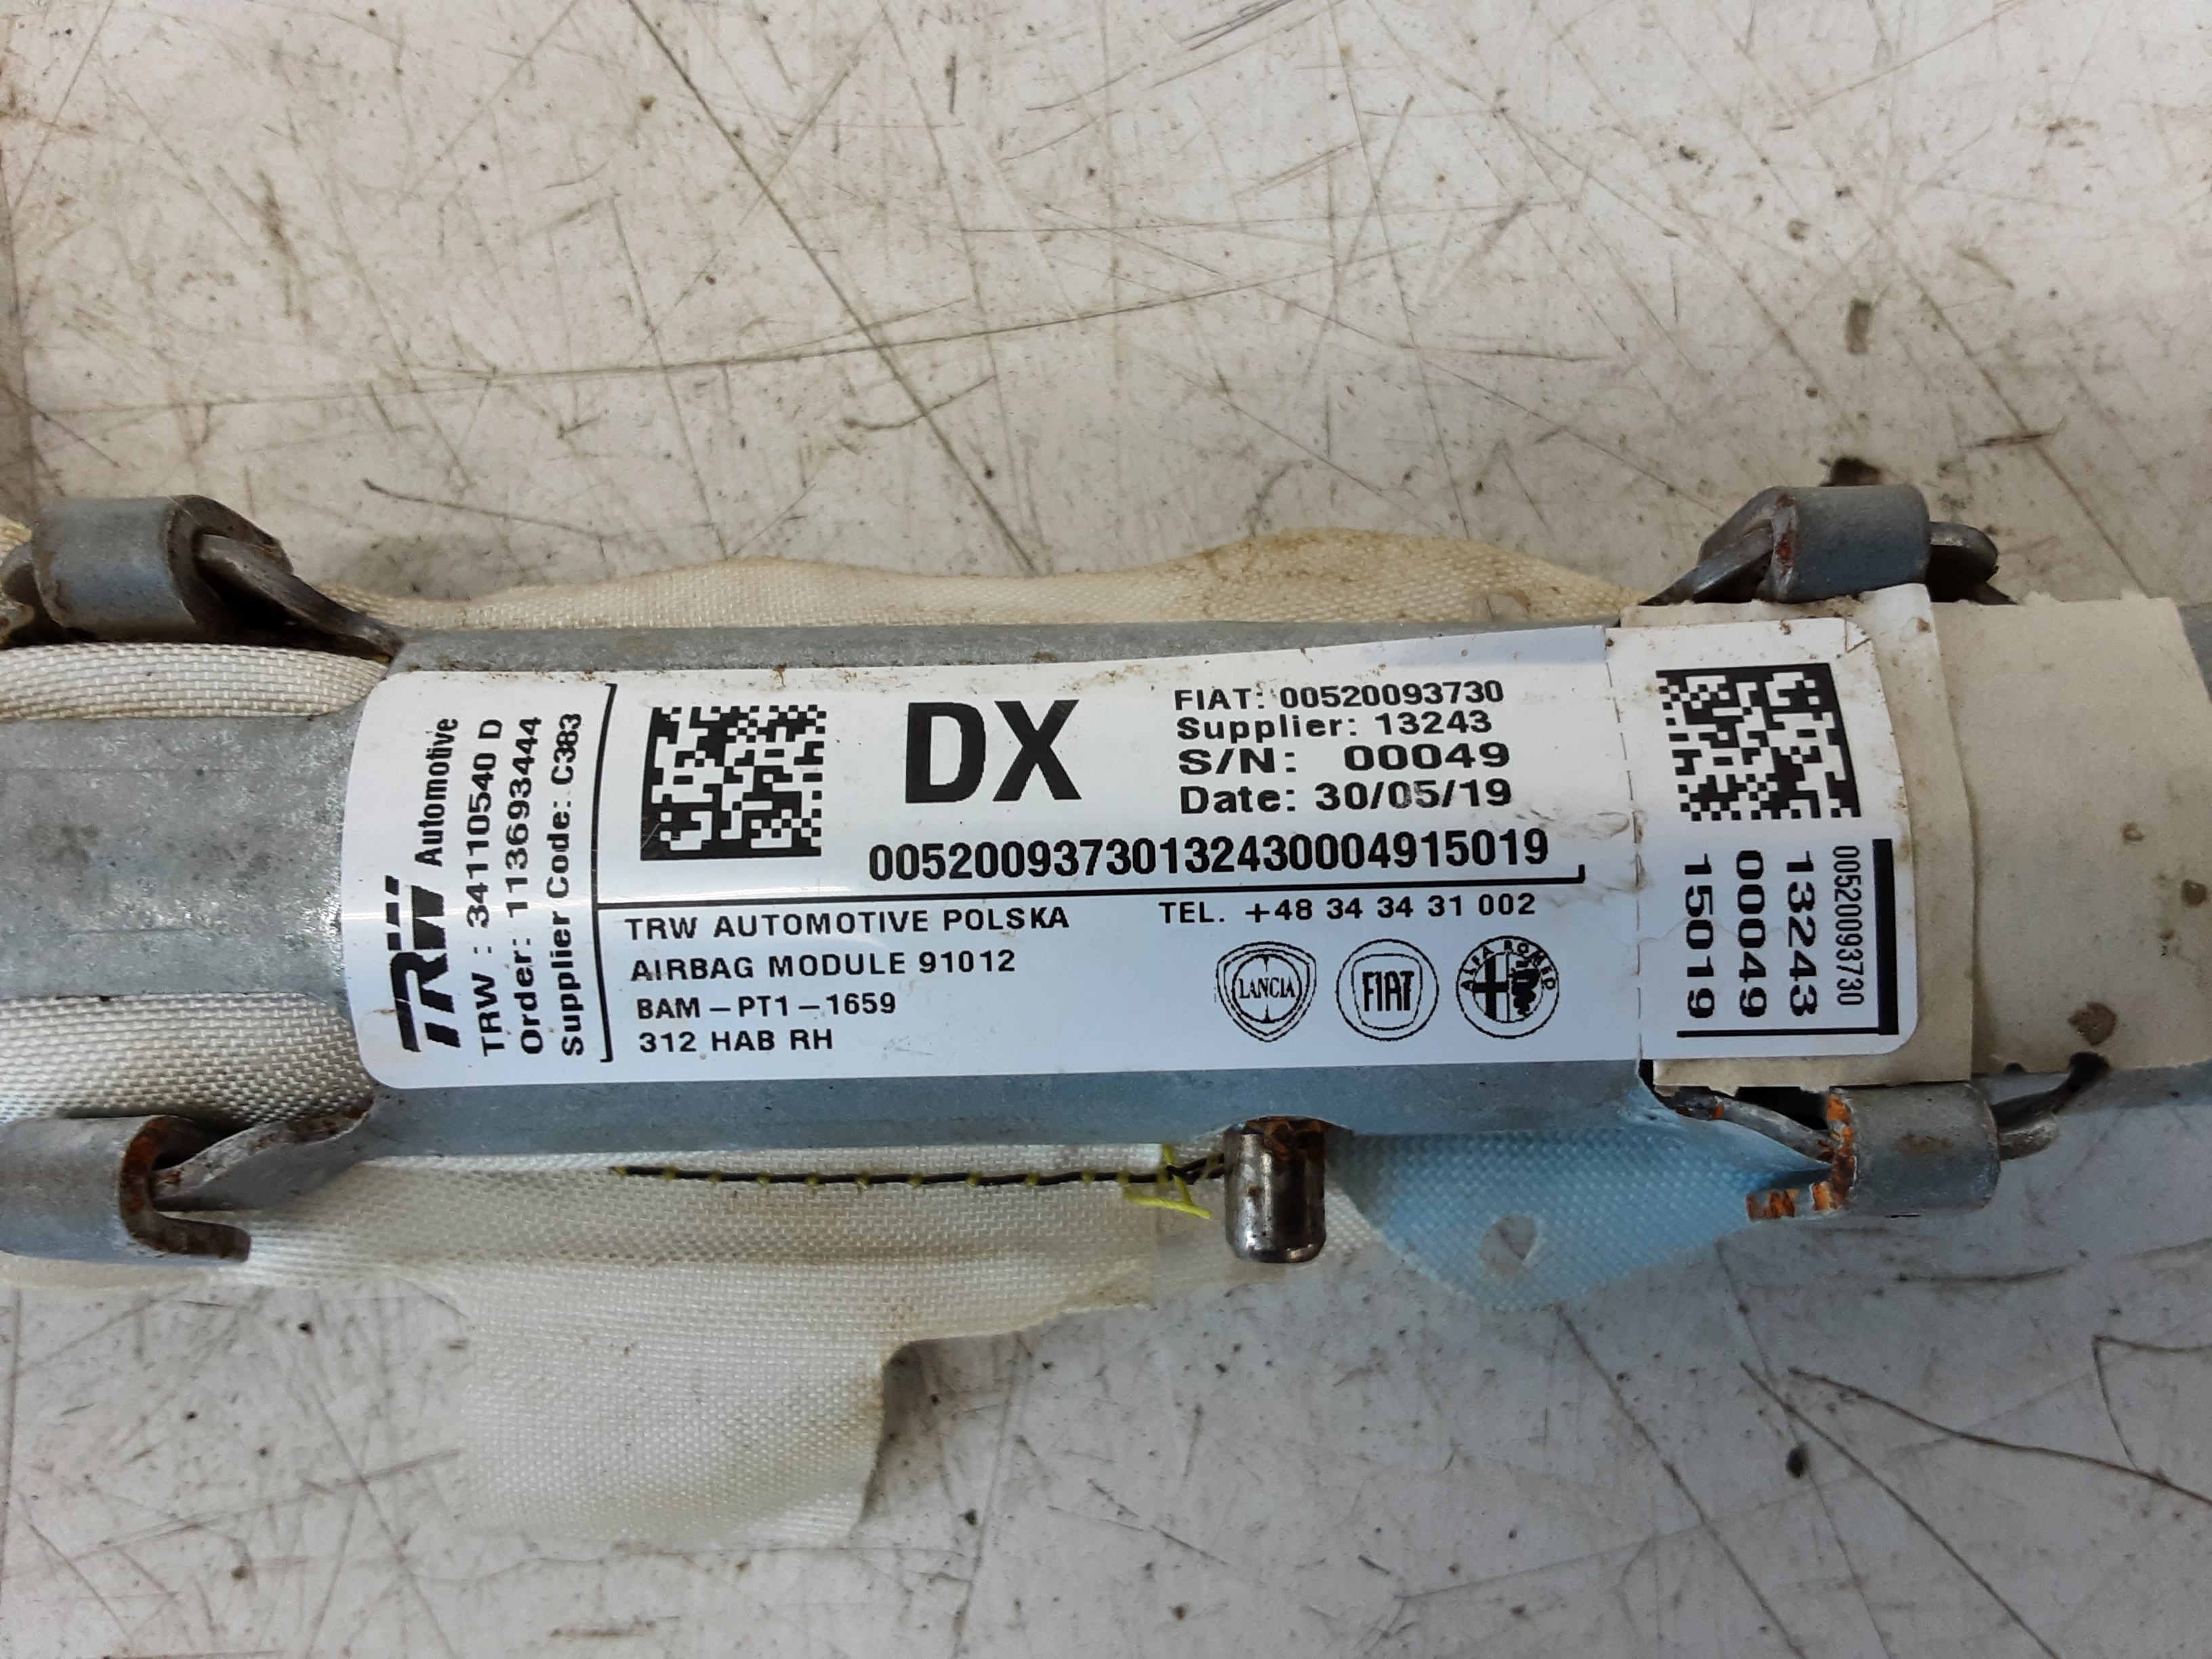 TRW Automotive
TRW : 34110540 D
Order: 113693444
Supplier Code: C383
DX
FIAT: 00520093730
Supplier: 13243
S/N: 00049
Date: 30/05/19
00520093730132430004915019
TRW AUTOMOTIVE POLSKA
TEL. +48 34 34 31 002
AIRBAG MODULE 91012
BAM-PT1-1659
312 HAB RH
LANCIA
FIAT
ALFA ROMEO
00520093730
13243
00049
15019